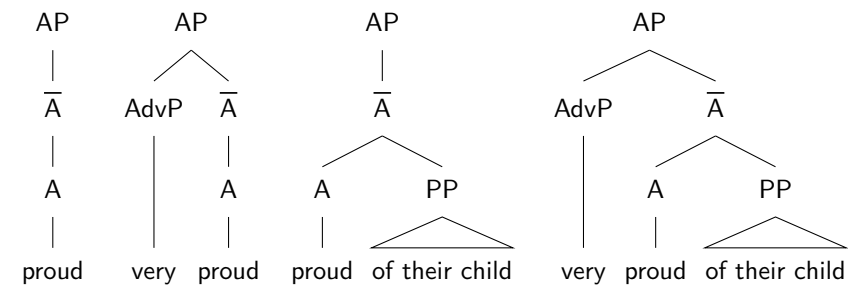 AP AP AP AP
A̅ AdvP A̅ A̅ AdvP A̅
A A A PP A PP
proud very proud proud of their child very proud of their child